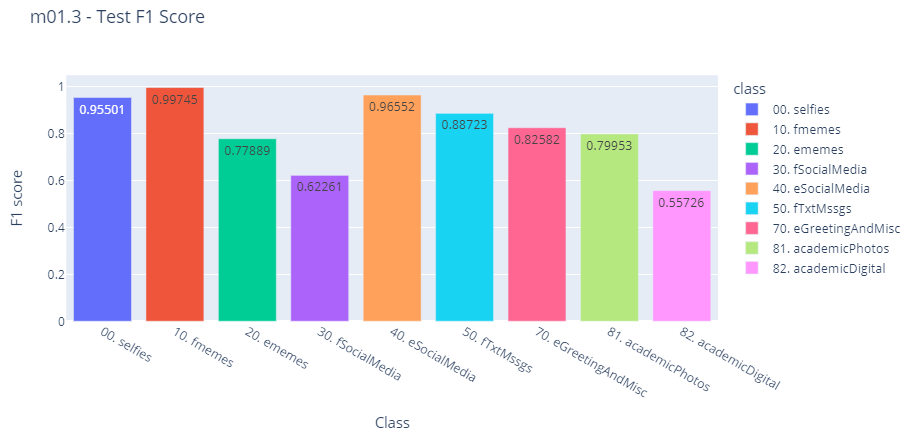 m01.3 - Test F1 Score
F1 score
1
0.8
0.6
0.4
0.2
0
0.95501
0.99745
0.77889
0.62261
0.96552
0.88723
0.82582
0.79953
0.55726
00. selfies
10. fmemes
20. ememes
30. fSocialMedia
40. eSocialMedia
50. fTxtMssgs
70. eGreetingAndMisc
81. academicPhotos
82. academicDigital
Class
class
00. selfies
10. fmemes
20. ememes
30. fSocialMedia
40. eSocialMedia
50. fTxtMssgs
70. eGreetingAndMisc
81. academicPhotos
82. academicDigital